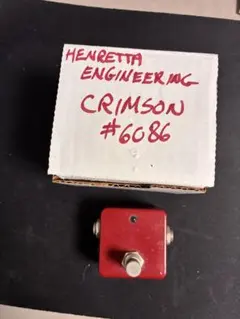 HENRETTA
ENGINEERING
CRIMSON
#6086